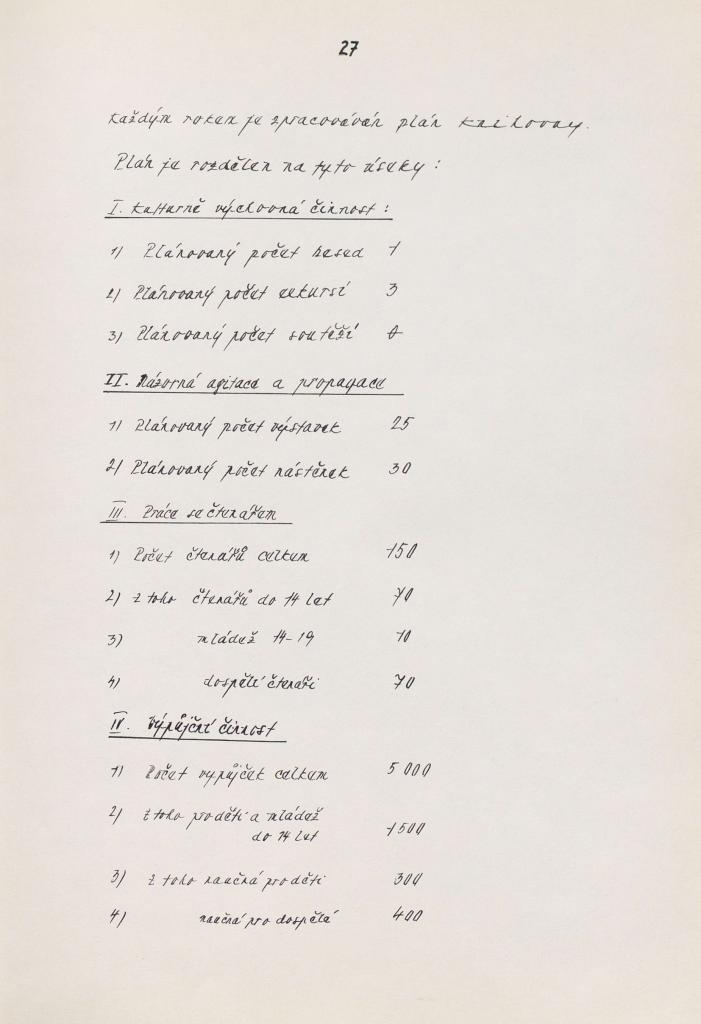 27
Každým rokem je zpracováván plán knihovny.
Plán je rozdělen na tyto úseky :
I. Kulturně výchovná činnost :
1) Plánovaný počet besed 1
2) Plánovaný počet exkursí 3
3) Plánovaný počet soutěží 0
II. Názorná agitace a propagace
1) Plánovaný počet výstavek 25
2) Plánovaný počet nástěnek 30
III. Práce se čtenářem
1) Počet čtenářů celkem 150
2) z toho čtenářů do 14 let 70
3) mládež 14-19 10
4) dospělí čtenáři 70
IV. Výpůjční činnost
1) Počet výpůjček celkem 5 000
2) z toho pro děti a mládež
do 14 let 1500
3) z toho naučná pro děti 300
4) naučná pro dospělé 400